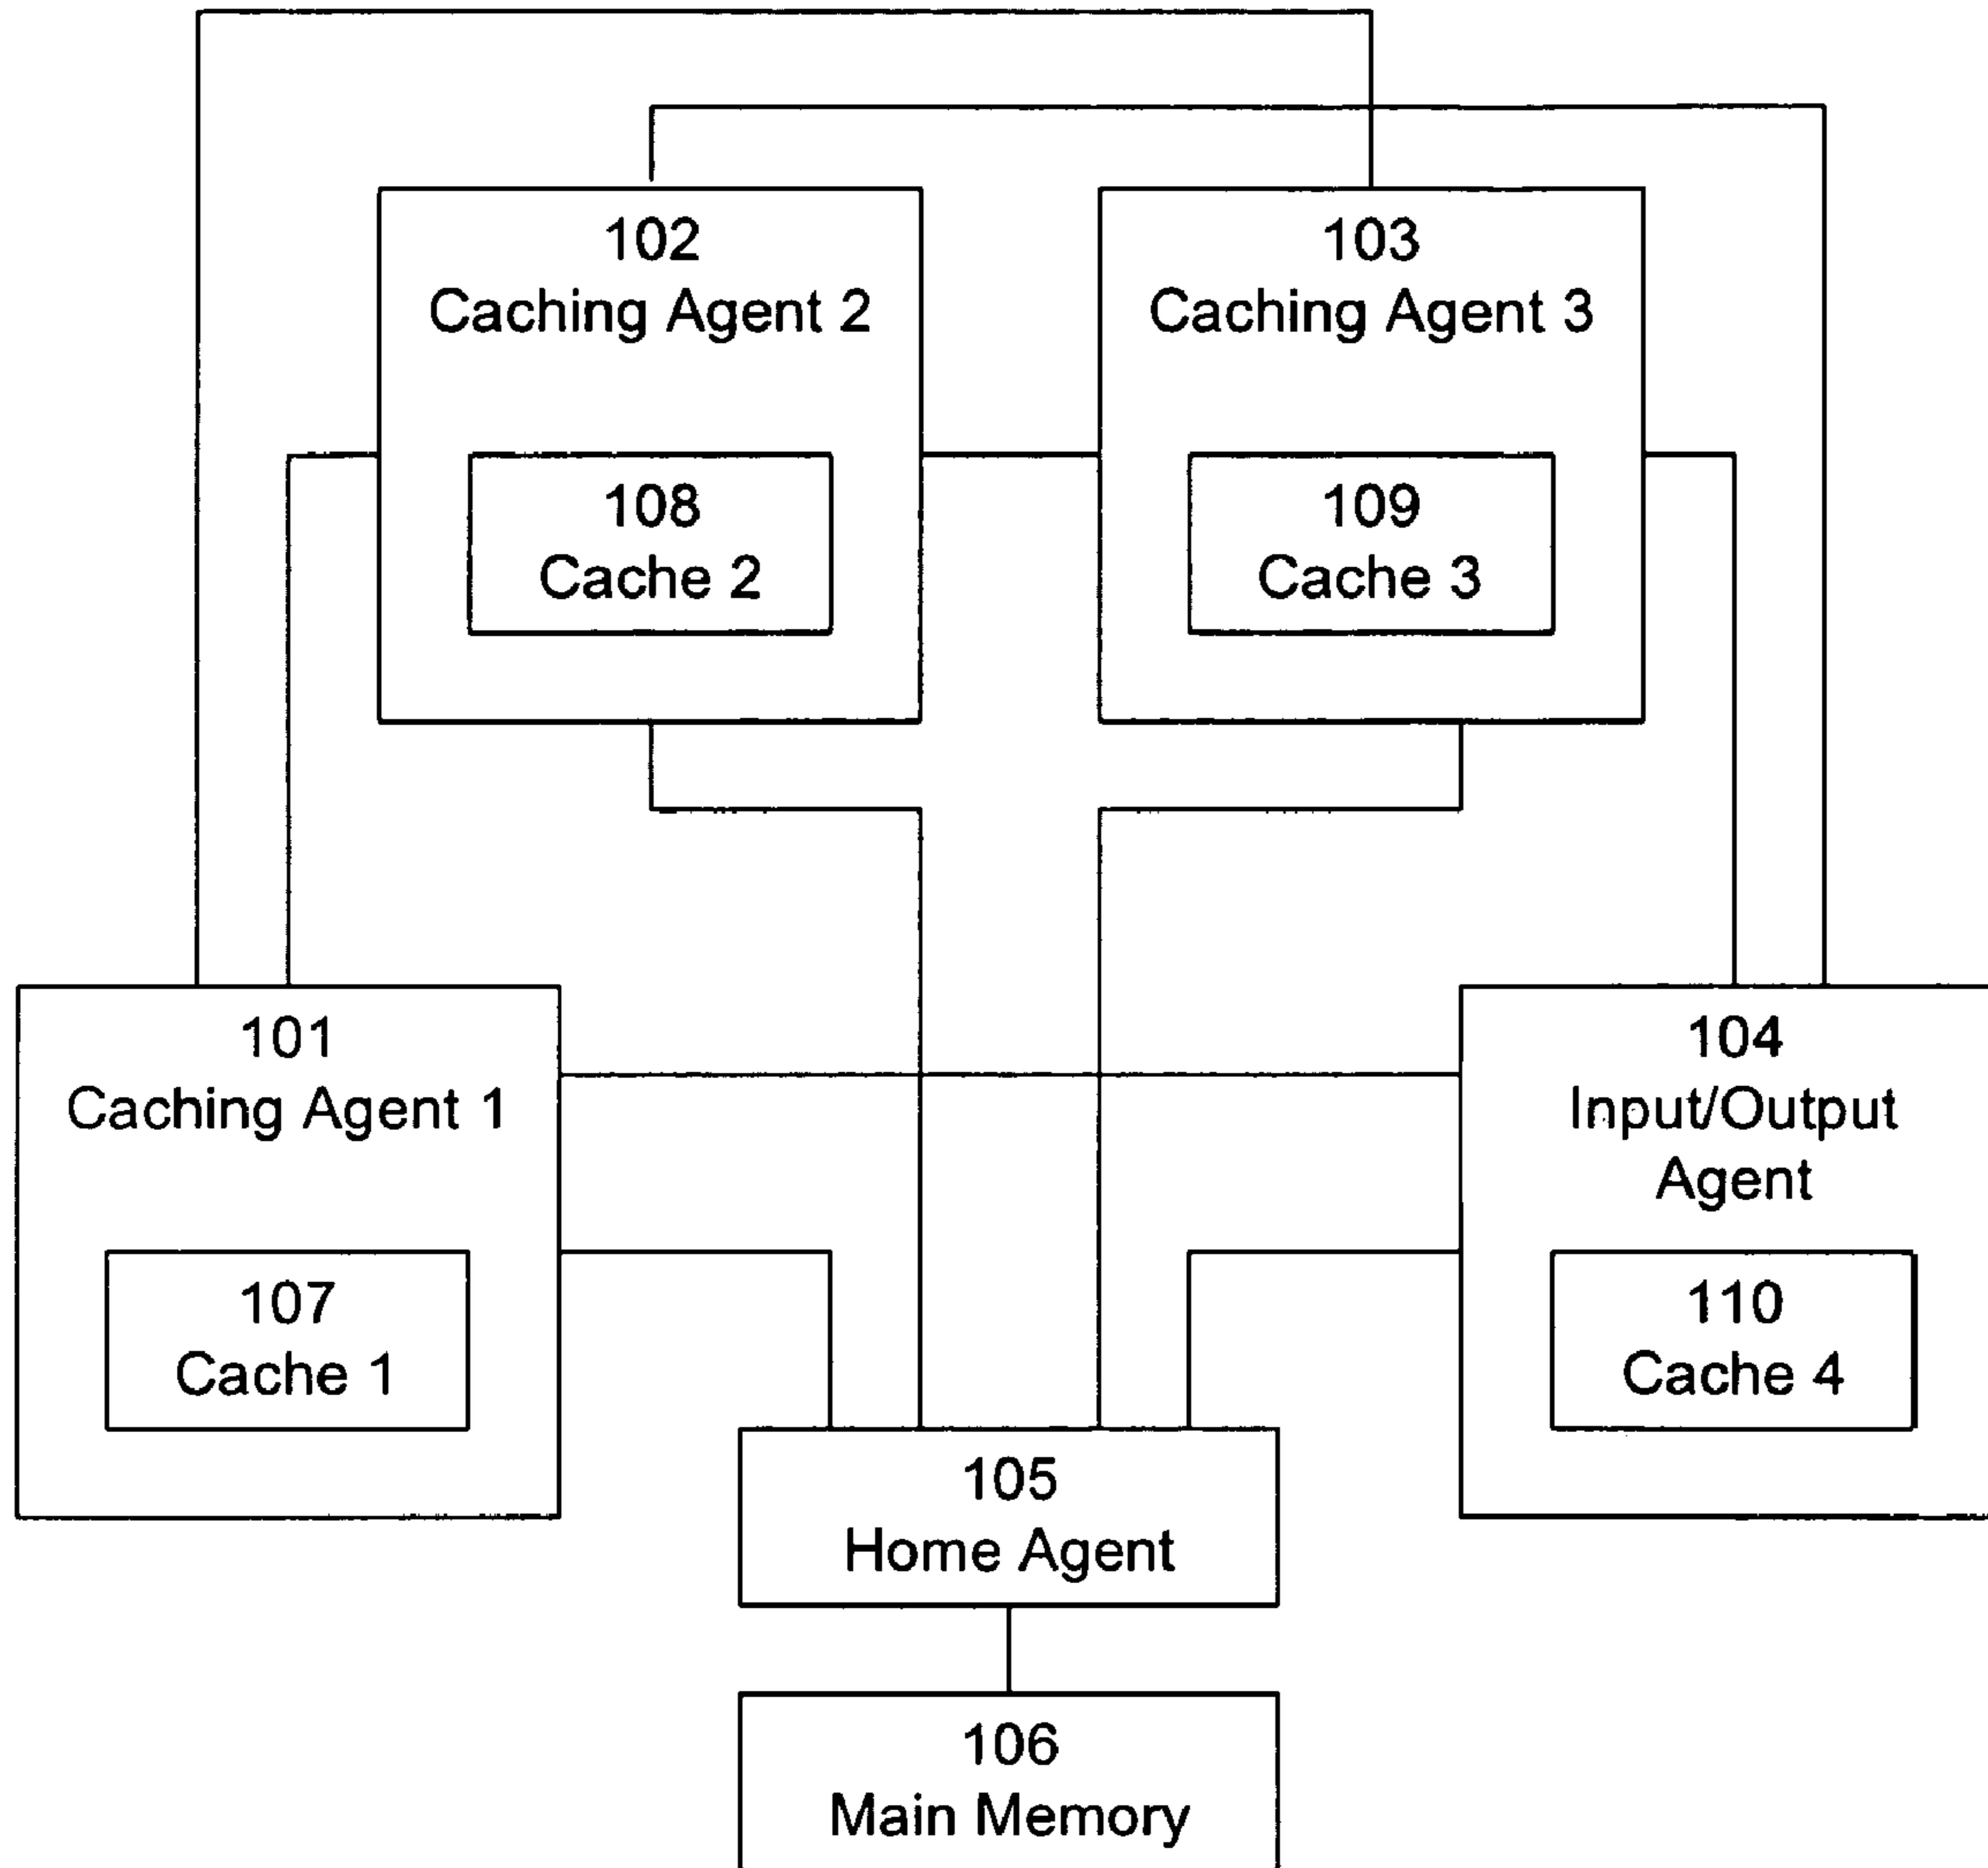 102
Caching Agent 2
108
Cache 2
103
Caching Agent 3
109
Cache 3
101
Caching Agent 1
107
Cache 1
104
Input/Output
Agent
110
Cache 4
105
Home Agent
106
Main Memory